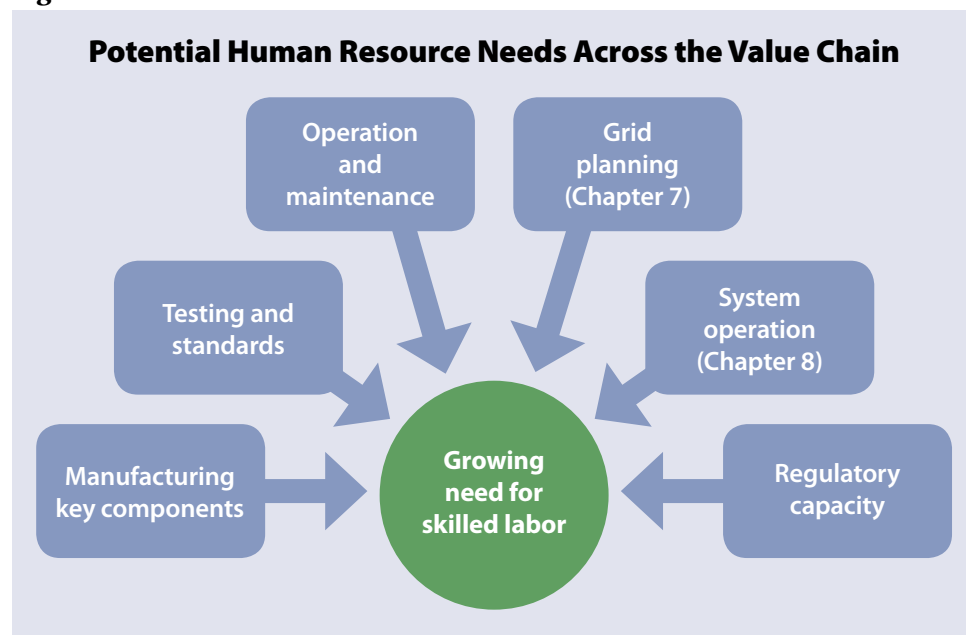 Potential Human Resource Needs Across the Value Chain
Operation
and
maintenance
Grid
planning
(Chapter 7)
Testing and
standards
System
operation
(Chapter 8)
Manufacturing
key components
Growing
need for
skilled labor
Regulatory
capacity